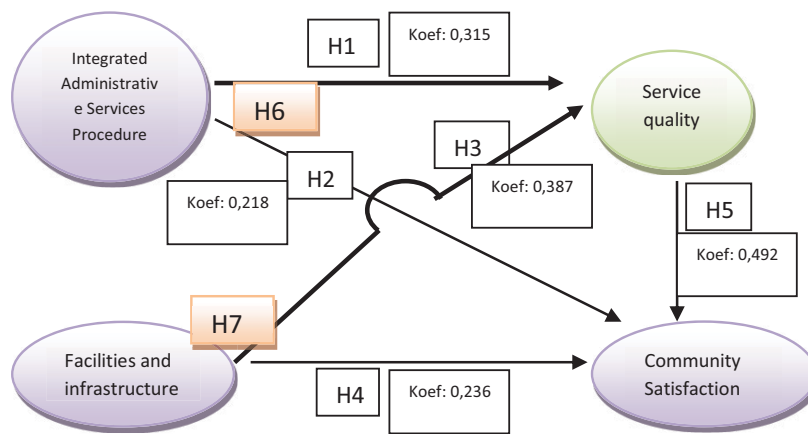 Integrated
Administrativ
e Services
Procedure
H1
Koef: 0,315
Service
quality
H6
H3
Koef: 0,387
H2
Koef: 0,218
H5
Koef: 0,492
H7
Facilities and
infrastructure
H4
Koef: 0,236
Community
Satisfaction